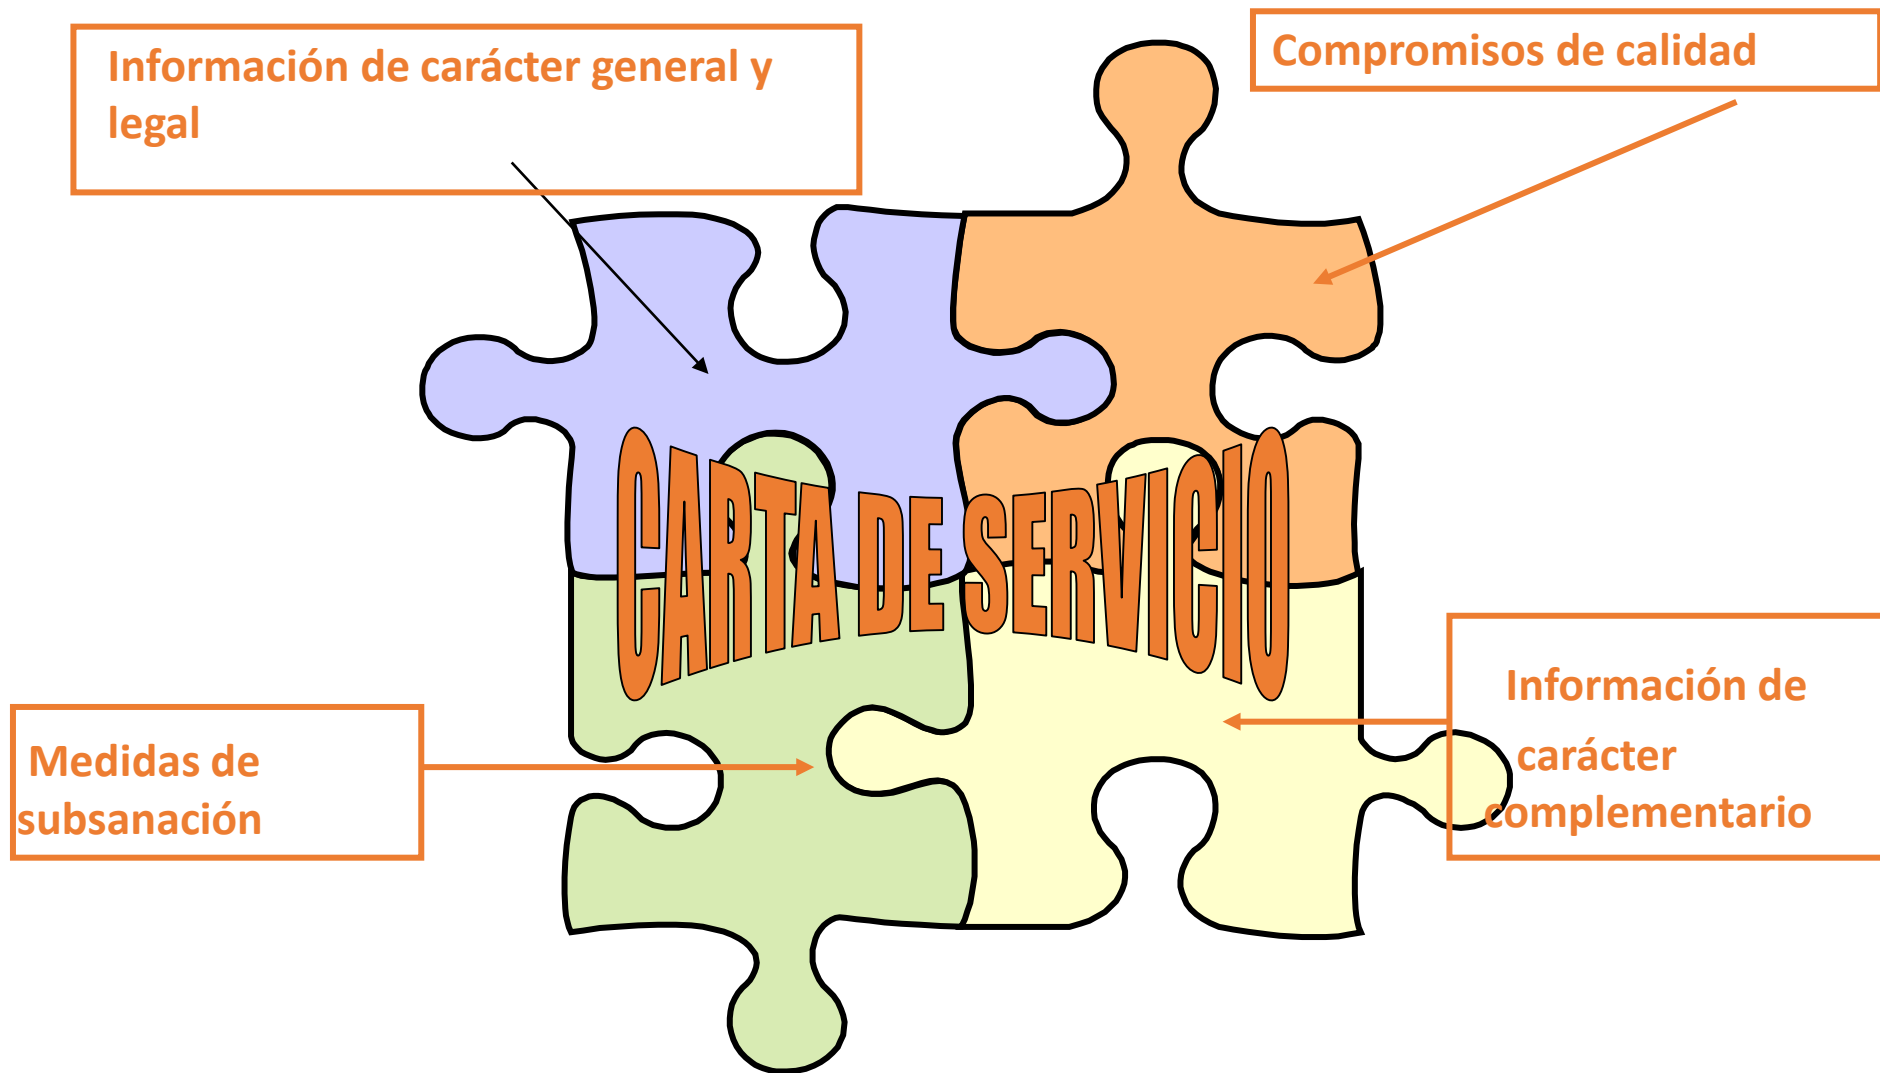 Información de carácter general y
legal
Compromisos de calidad
CARTA DE SERVICIO
Medidas de
subsanación
Información de
carácter
complementario